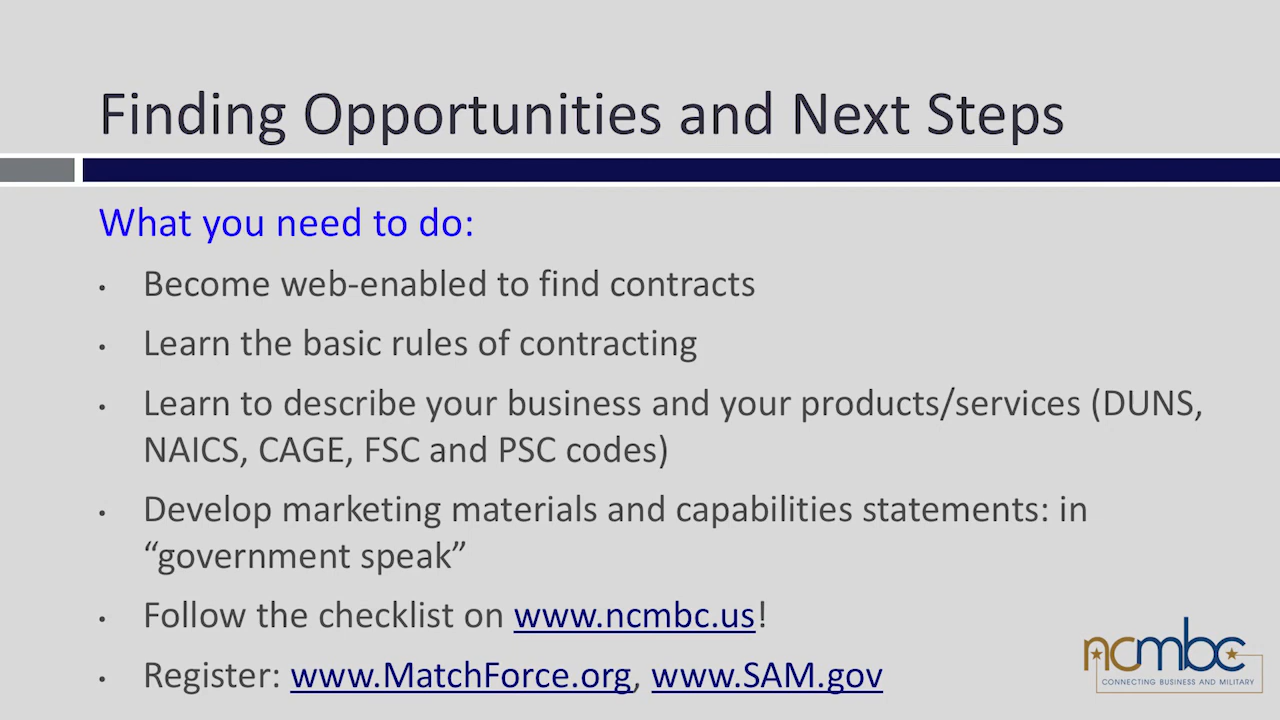 Finding Opportunities and Next Steps
What you need to do:
• Become web-enabled to find contracts
• Learn the basic rules of contracting
• Learn to describe your business and your products/services (DUNS,
NAICS, CAGE, FSC and PSC codes)
• Develop marketing materials and capabilities statements: in
“government speak”
• Follow the checklist on www.ncmbc.us!
• Register: www.MatchForce.org, www.SAM.gov
ncmbc
CONNECTING BUSINESS AND MILITARY